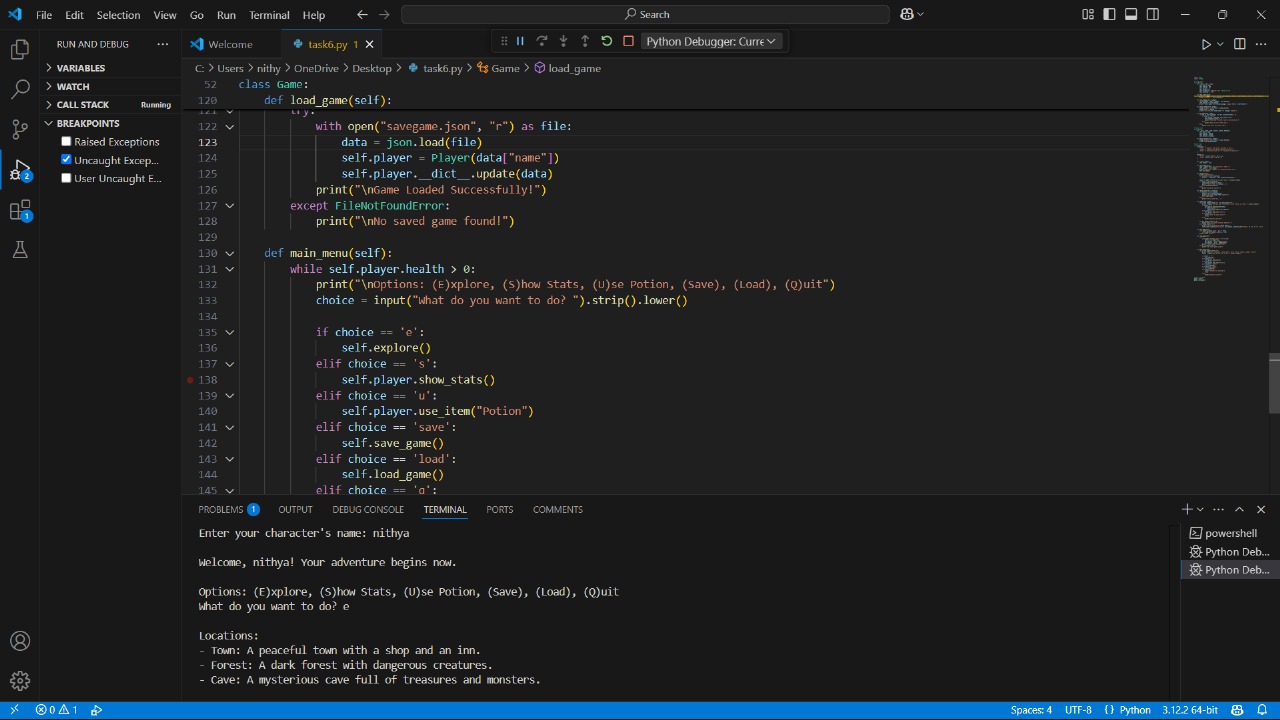 File Edit Selection View Go Run Terminal Help Search
RUN AND DEBUG
Welcome task6.py 1
Python Debugger: Curre
VARIABLES
WATCH
CALL STACK Running
BREAKPOINTS
Raised Exceptions
Uncaught Excep...
User Uncaught E...
2
1
C: > Users > nithy > OneDrive > Desktop > task6.py > Game > load_game
52 class Game:
120 def load_game(self):
121 try:
122 with open("savegame.json", "r") as file:
123 data = json.load(file)
124 self.player = Player(data["name"])
125 self.player.__dict__.update(data)
126 print("\nGame Loaded Successfully!")
127 except FileNotFoundError:
128 print("\nNo saved game found!")
129
130 def main_menu(self):
131 while self.player.health > 0:
132 print("\nOptions: (E)xplore, (S)how Stats, (U)se Potion, (Save), (Load), (Q)uit")
133 choice = input("What do you want to do? ").strip().lower()
134
135 if choice == 'e':
136 self.explore()
137 elif choice == 's':
138 self.player.show_stats()
139 elif choice == 'u':
140 self.player.use_item("Potion")
141 elif choice == 'save':
142 self.save_game()
143 elif choice == 'load':
144 self.load_game()
145 elif choice == 'q':
PROBLEMS 1 OUTPUT DEBUG CONSOLE TERMINAL PORTS COMMENTS
Enter your character's name: nithya
Welcome, nithya! Your adventure begins now.
Options: (E)xplore, (S)how Stats, (U)se Potion, (Save), (Load), (Q)uit
What do you want to do? e
Locations:
- Town: A peaceful town with a shop and an inn.
- Forest: A dark forest with dangerous creatures.
- Cave: A mysterious cave full of treasures and monsters.
powershell
Python Deb...
Python Deb...
0 1
Spaces: 4 UTF-8 {} Python 3.12.2 64-bit